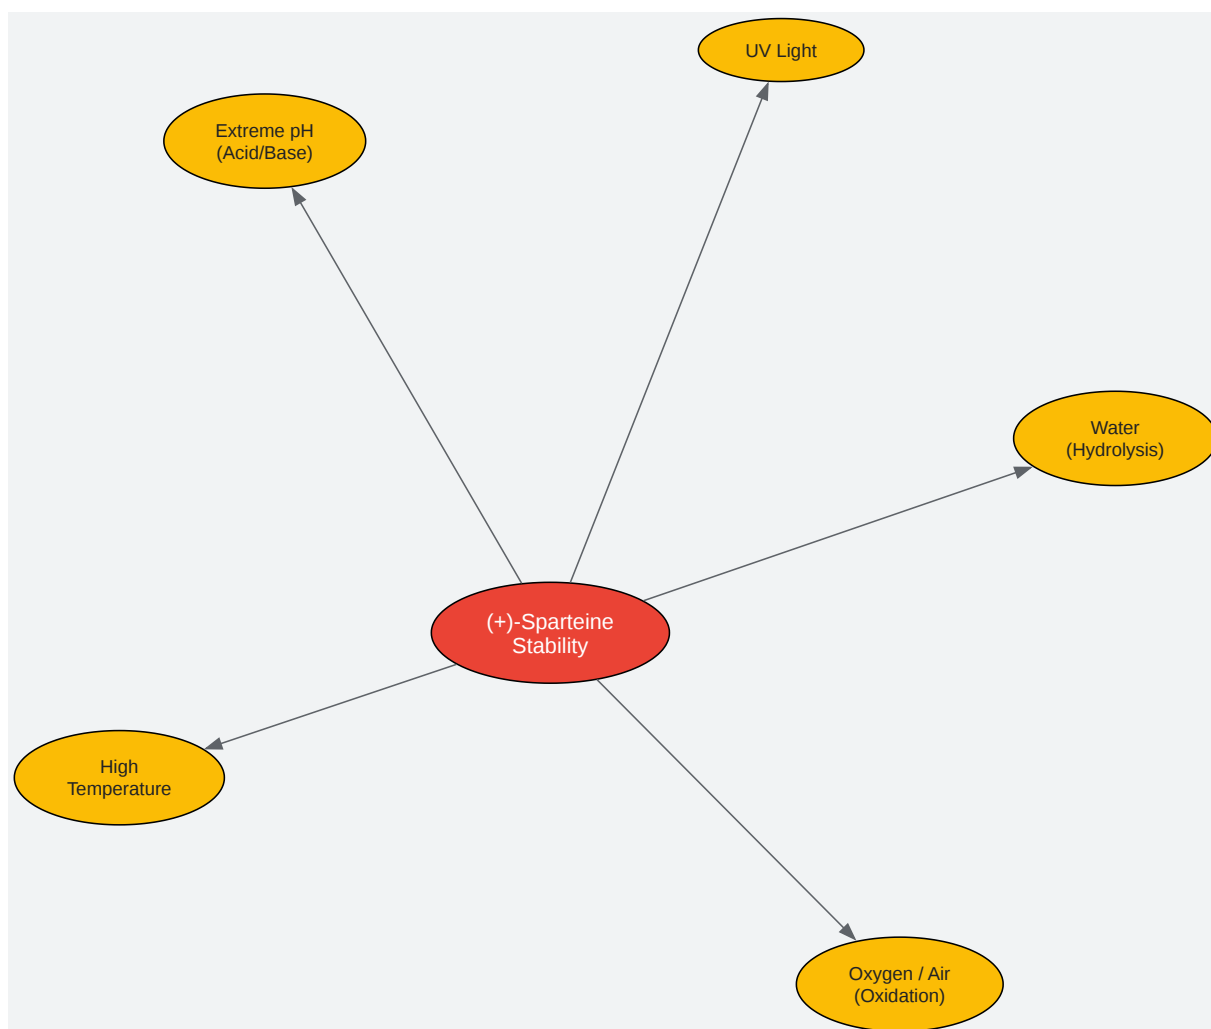 UV Light
Extreme pH
(Acid/Base)
Water
(Hydrolysis)
(+)-Sparteine
Stability
High
Temperature
Oxygen / Air
(Oxidation)